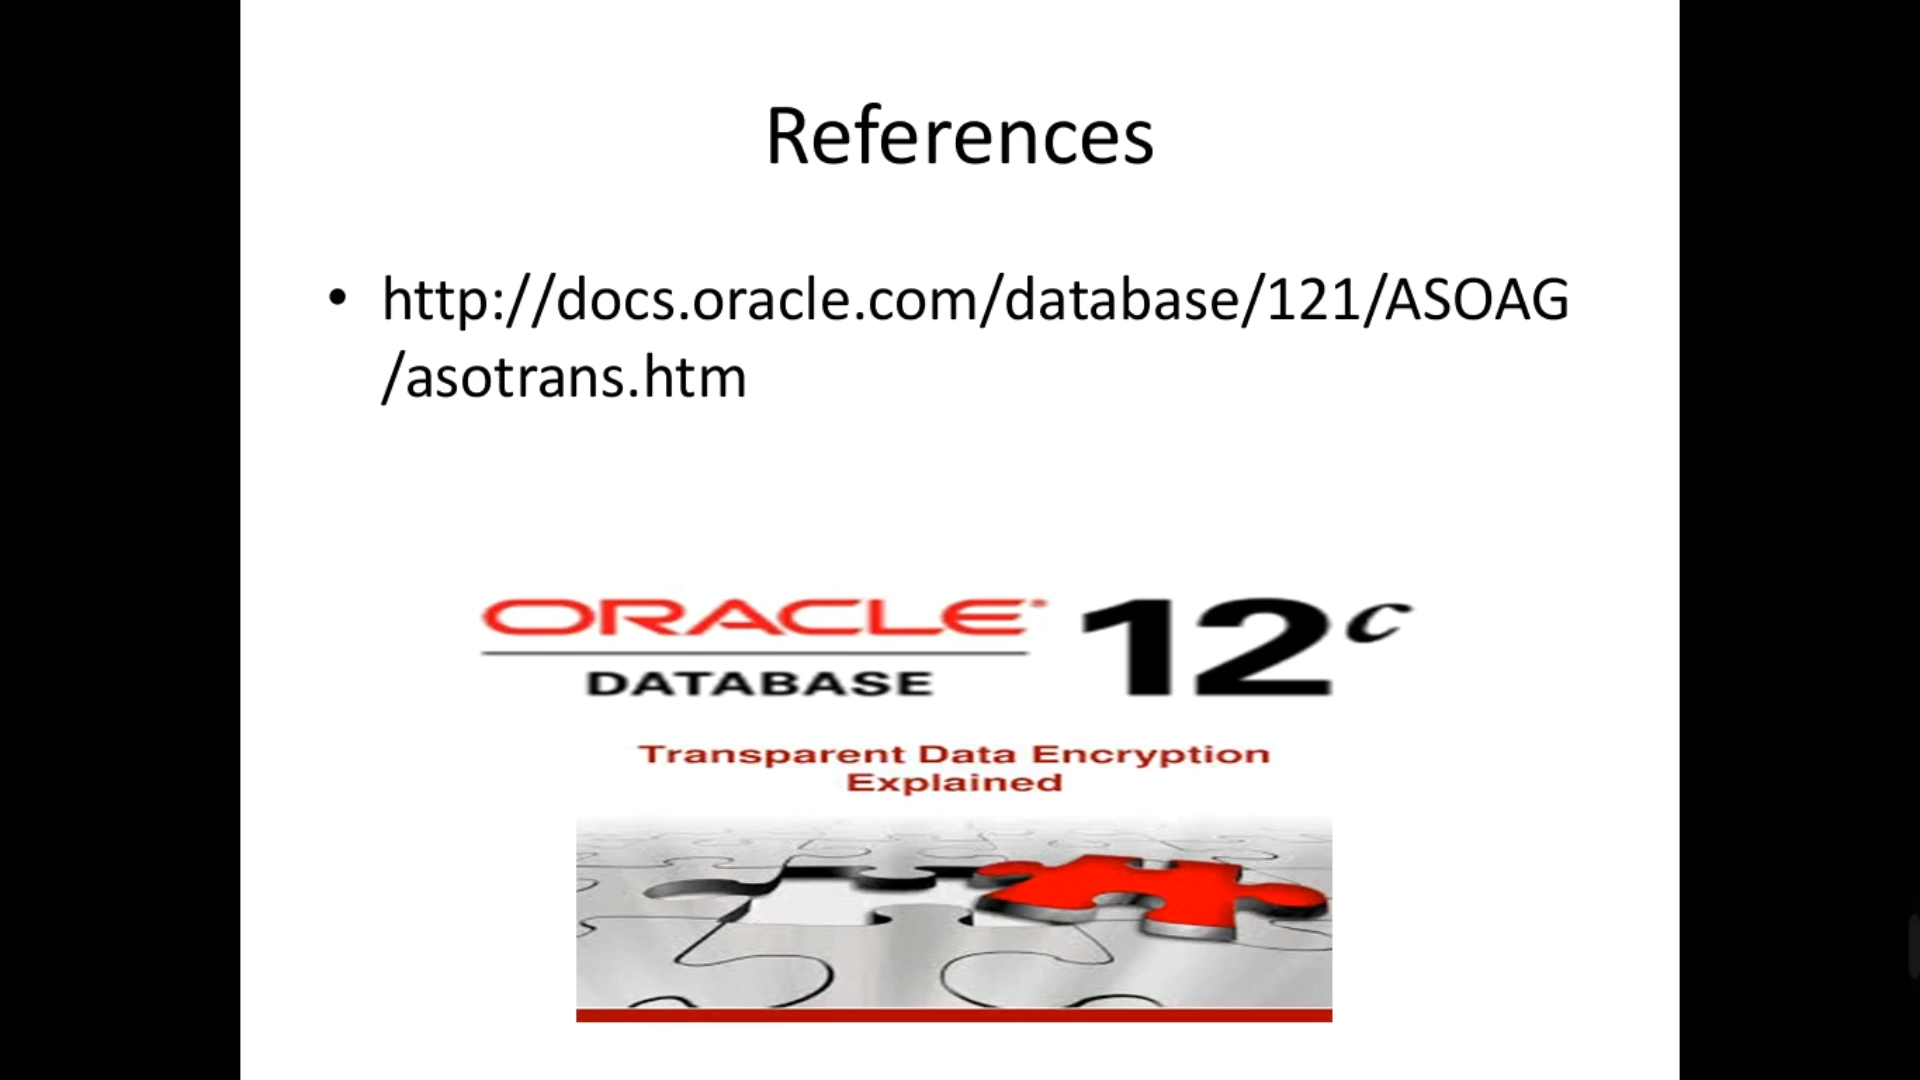 References
• http://docs.oracle.com/database/121/ASOAG
/asotrans.htm
ORACLE 12c
DATABASE
Transparent Data Encryption
Explained